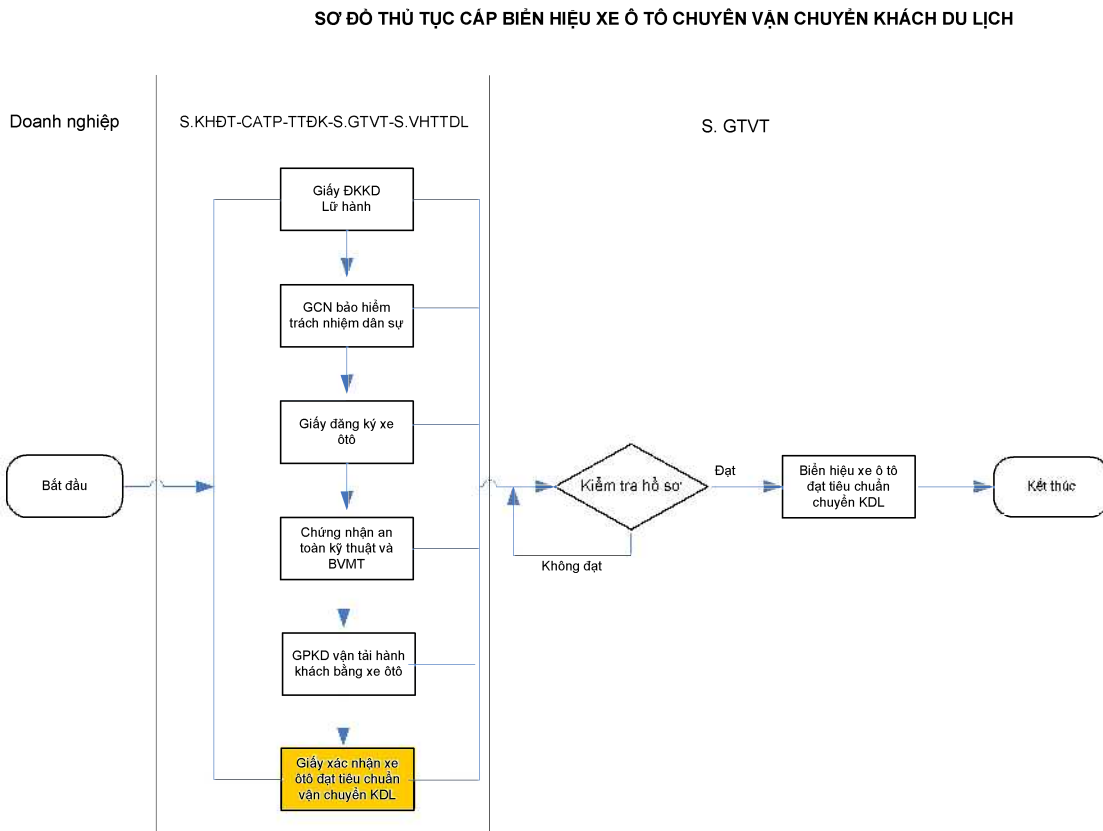 SƠ ĐỒ THỦ TỤC CẤP BIỂN HIỆU XE Ô TÔ CHUYÊN VẬN CHUYỂN KHÁCH DU LỊCH
Doanh nghiệp
S.KHĐT-CATP-TTĐK-S.GTVT-S.VHTTDL
S. GTVT
Giấy ĐKKD
Lữ hành
GCN bảo hiểm
trách nhiệm dân sự
Giấy đăng ký xe
ôtô
Bắt đầu
Chứng nhận an
toàn kỹ thuật và
BVMT
GPKD vận tải hành
khách bằng xe ôtô
Giấy xác nhận xe
ôtô đạt tiêu chuẩn
vận chuyển KDL
Kiểm tra hồ sơ
Đạt
Không đạt
Biển hiệu xe ô tô
đạt tiêu chuẩn
chuyển KDL
Kết thúc